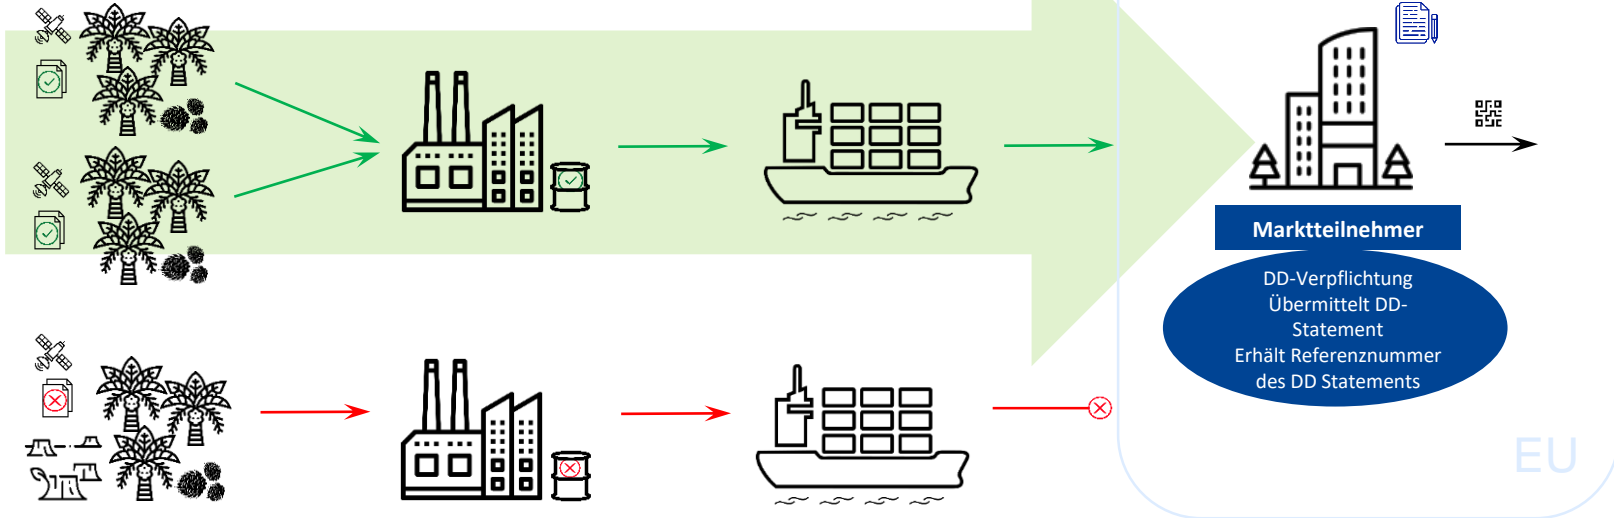 Marktteilnehmer
DD-Verpflichtung
Übermittelt DD-
Statement
Erhält Referenznummer
des DD Statements
EU